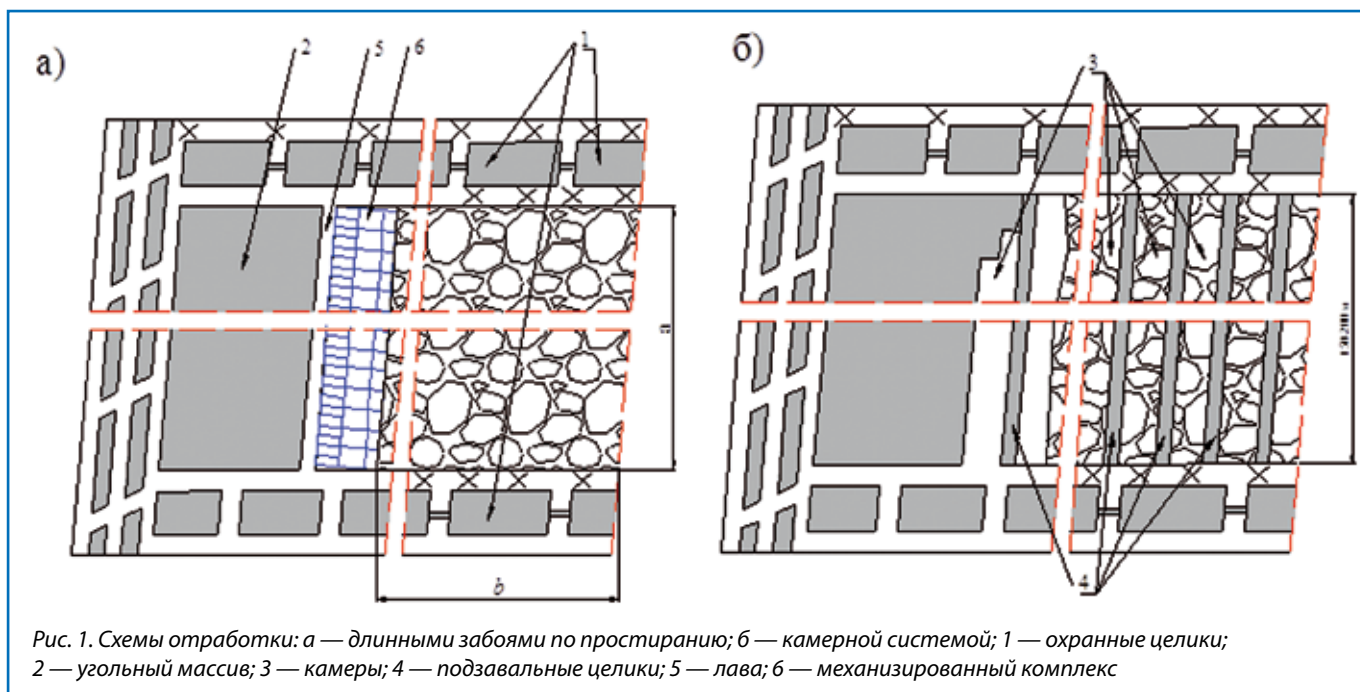 а)
2
5
6
1
б)
3
a
b
4
Рис. 1. Схемы отработки: а — длинными забоями по простиранию; б — камерной системой; 1 — охранные целики;
2 — угольный массив; 3 — камеры; 4 — подзавальные целики; 5 — лава; 6 — механизированный комплекс